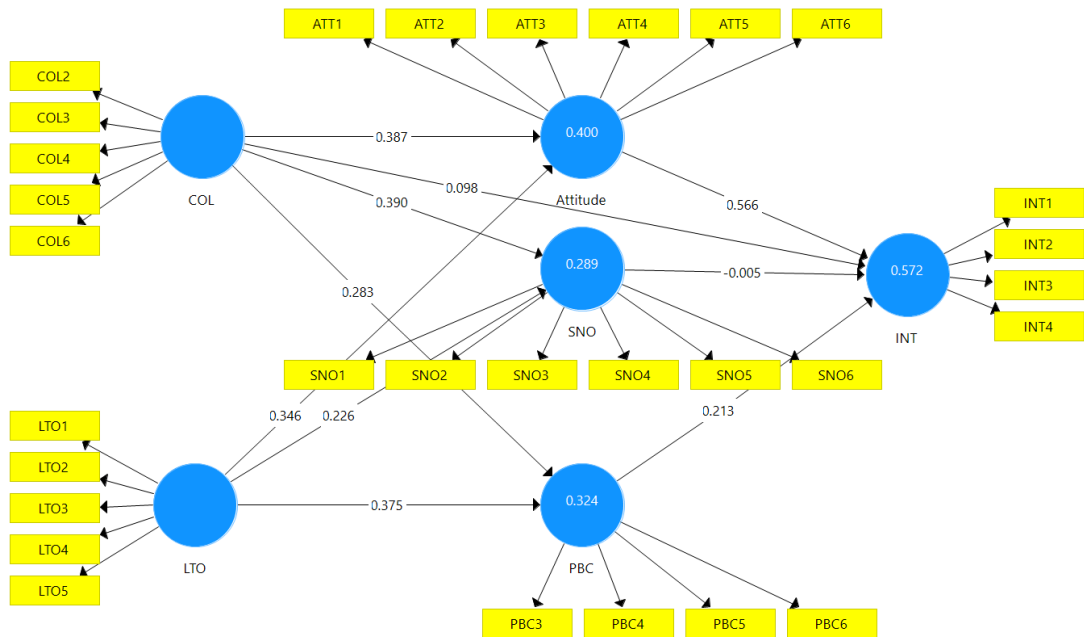 ATT1 ATT2 ATT3 ATT4 ATT5 ATT6
COL2
COL3
COL4
COL5
COL6
COL
0.387
0.400
Attitude
0.098
0.390
0.566
INT1
INT2
INT3
INT4
0.289
SNO
-0.005
0.572
INT
0.283
SNO1 SNO2 SNO3 SNO4 SNO5 SNO6
0.346 0.226
0.213
LTO1
LTO2
LTO3
LTO4
LTO5
LTO
0.375
0.324
PBC
PBC3 PBC4 PBC5 PBC6